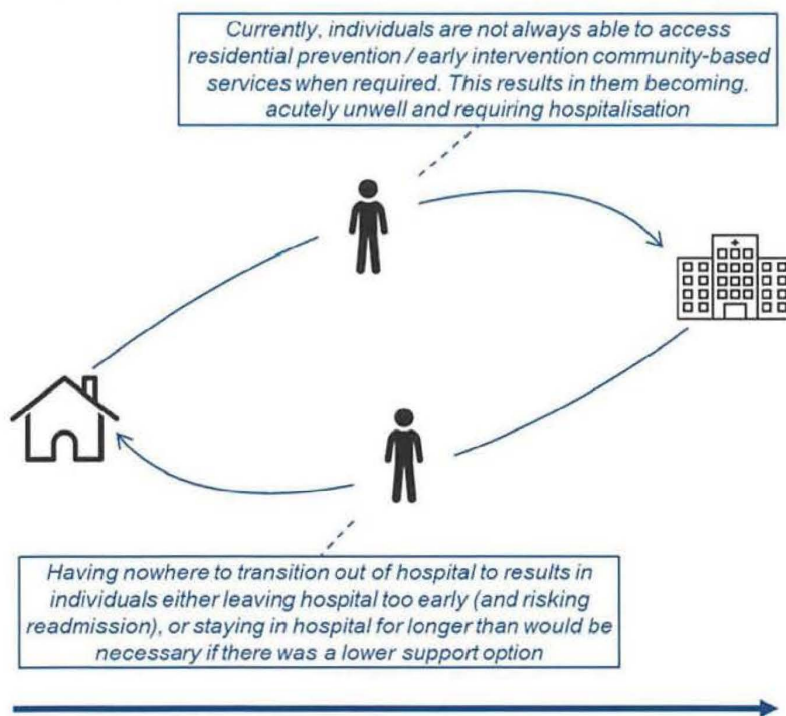 Currently, individuals are not always able to access
residential prevention / early intervention community-based
services when required. This results in them becoming,
acutely unwell and requiring hospitalisation
Having nowhere to transition out of hospital to results in
individuals either leaving hospital too early (and risking
readmission), or staying in hospital for longer than would be
necessary if there was a lower support option